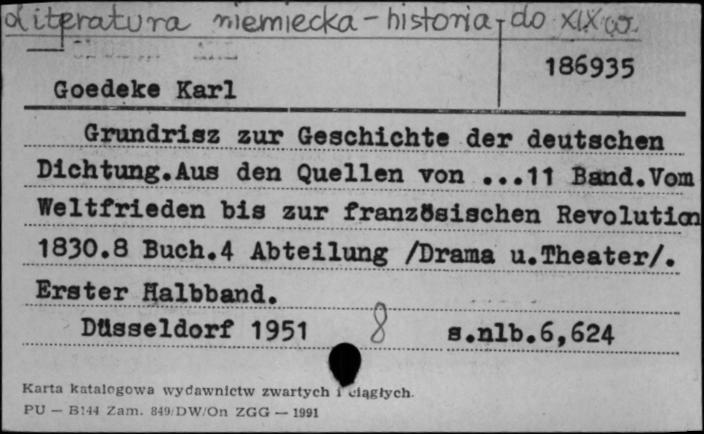 Literatura niemiecka - historia - do XIX w.
186935
Goedeke Karl
Grundrisz zur Geschichte der deutschen
Dichtung.Aus den Quellen von ...11 Band.Vom
Weltfrieden bis zur französischen Revolution
1830.8 Buch.4 Abteilung /Drama u.Theater/.
Erster Halbband.
Düsseldorf 1951 8 s.nlb.6,624
Karta katalogowa wydawnictw zwartych i ciągłych.
PU — B144 Zam. 849/DW/On ZGG — 1991